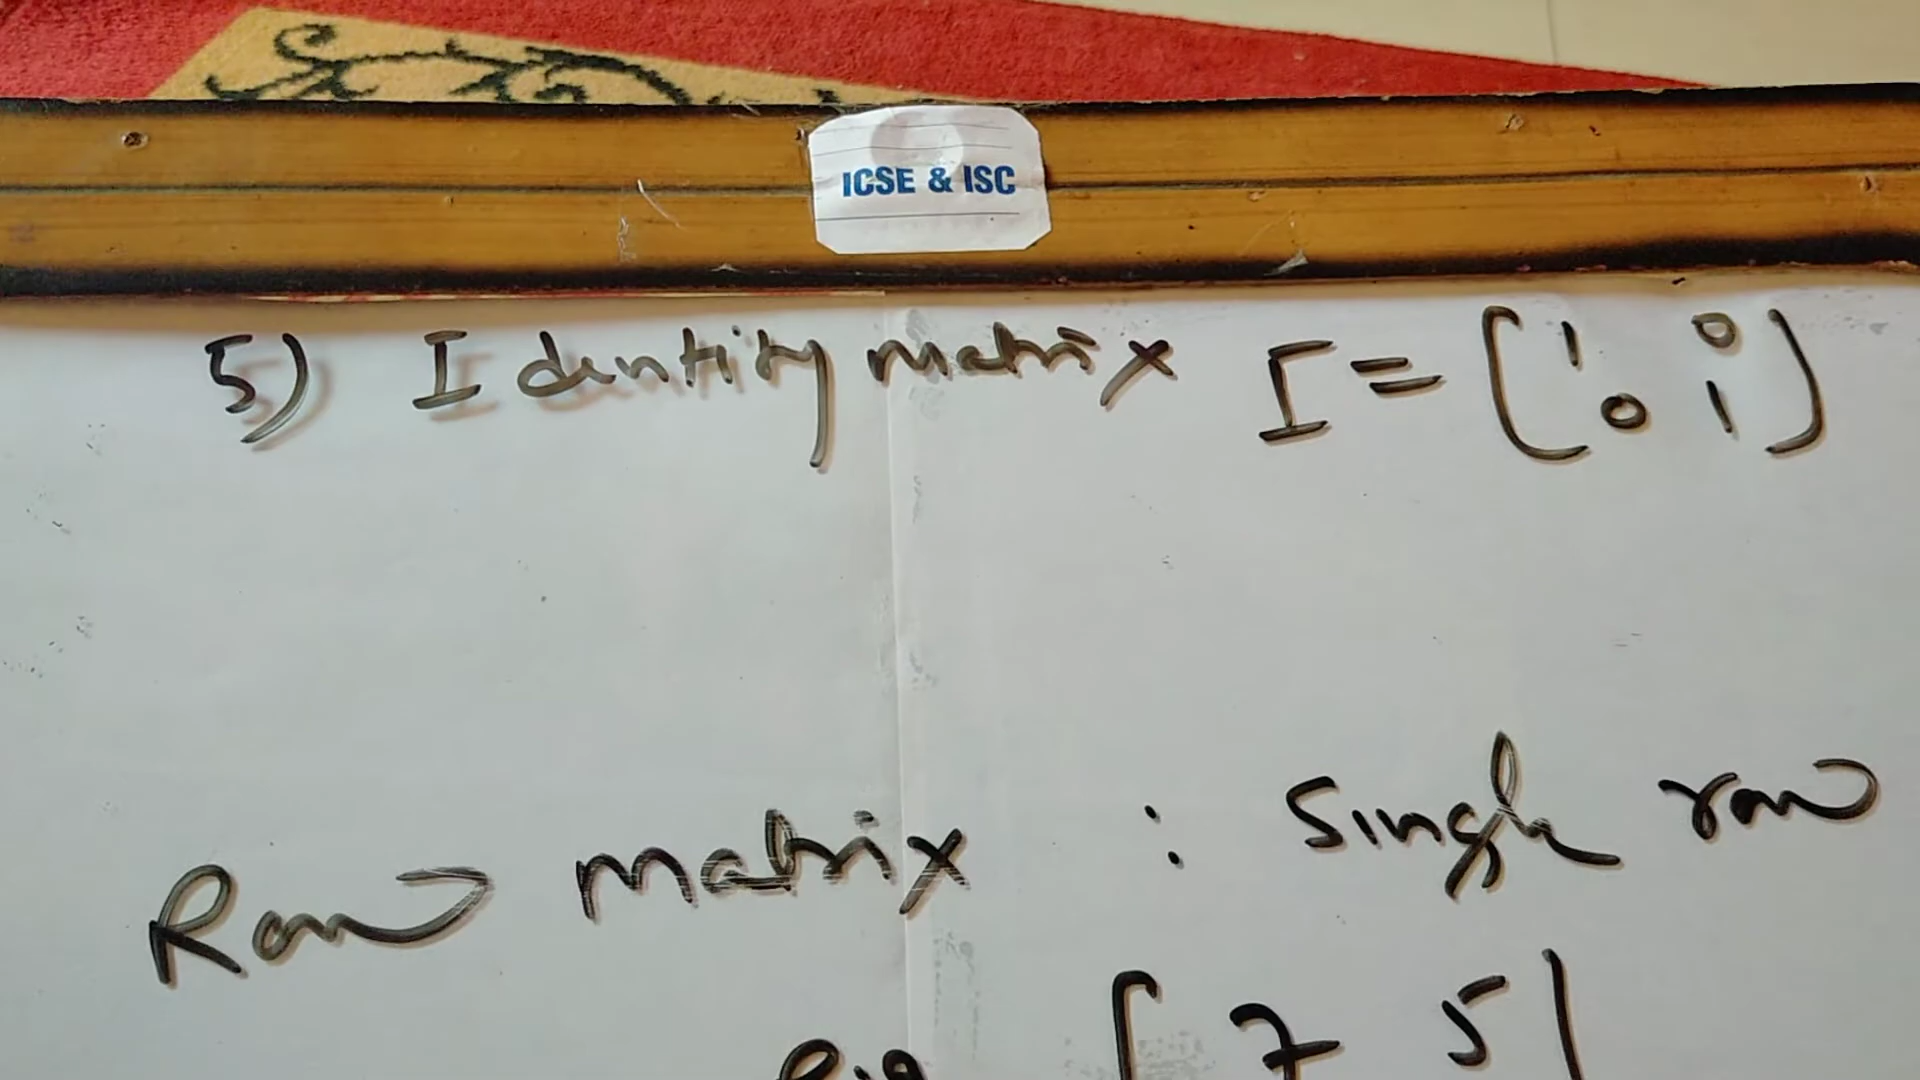 ICSE & ISC
5) Identity matrix I = [1 0
0 1]
Row matrix : Single row
e.g. [7 5]